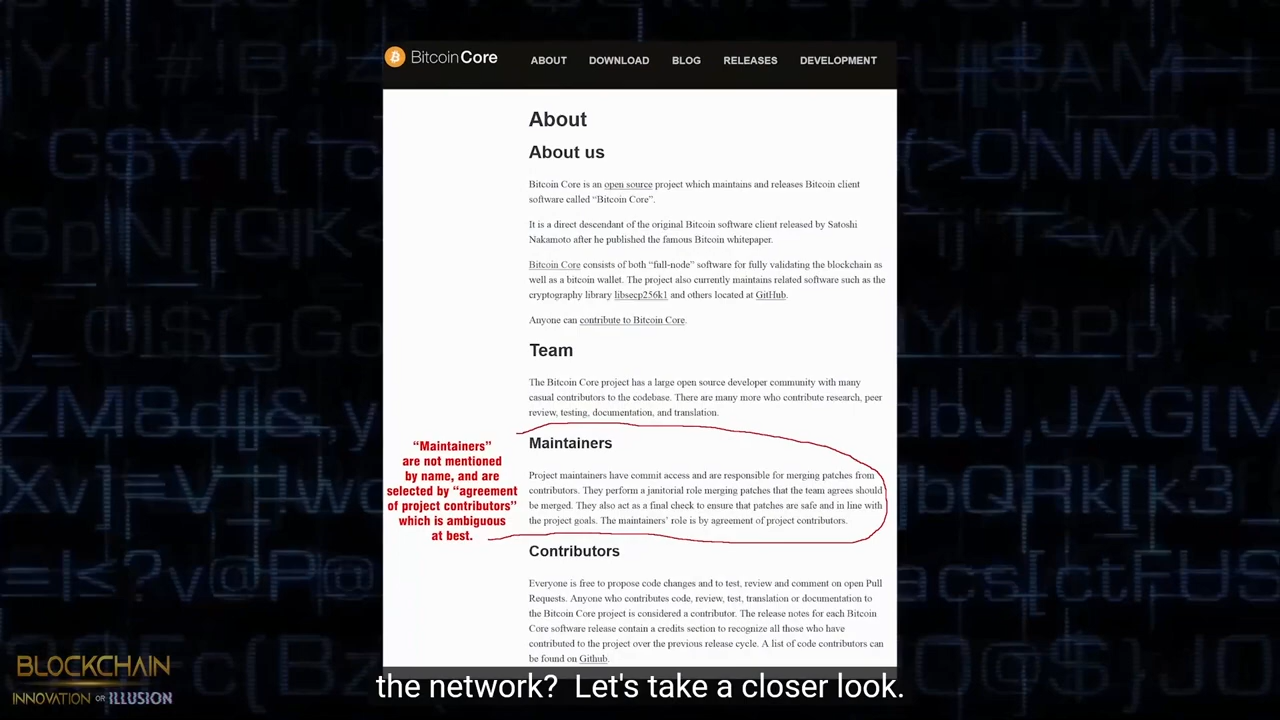 BitcoinCore ABOUT DOWNLOAD BLOG RELEASES DEVELOPMENT
About
About us
Bitcoin Core is an open source project which maintains and releases Bitcoin client
software called “Bitcoin Core”.
It is a direct descendant of the original Bitcoin software client released by Satoshi
Nakamoto after he published the famous Bitcoin whitepaper.
Bitcoin Core consists of both “full-node” software for fully validating the blockchain as
well as a bitcoin wallet. The project also currently maintains related software such as the
cryptography library libsecp256k1 and others located at GitHub.
Anyone can contribute to Bitcoin Core.
Team
The Bitcoin Core project has a large open source developer community with many
casual contributors to the codebase. There are many more who contribute research, peer
review, testing, documentation, and translation.
“Maintainers”
are not mentioned
by name, and are
selected by “agreement
of project contributors”
which is ambiguous
at best.
Maintainers
Project maintainers have commit access and are responsible for merging patches from
contributors. They perform a janitorial role merging patches that the team agrees should
be merged. They also act as a final check to ensure that patches are safe and in line with
the project goals. The maintainers’ role is by agreement of project contributors.
Contributors
Everyone is free to propose code changes and to test, review and comment on open Pull
Requests. Anyone who contributes code, review, test, translation or documentation to
the Bitcoin Core project is considered a contributor. The release notes for each Bitcoin
Core software release contain a credits section to recognize all those who have
contributed to the project over the previous release cycle. A list of code contributors can
be found on Github.
BLOCKCHAIN
INNOVATION OR ILLUSION
the network? Let's take a closer look.